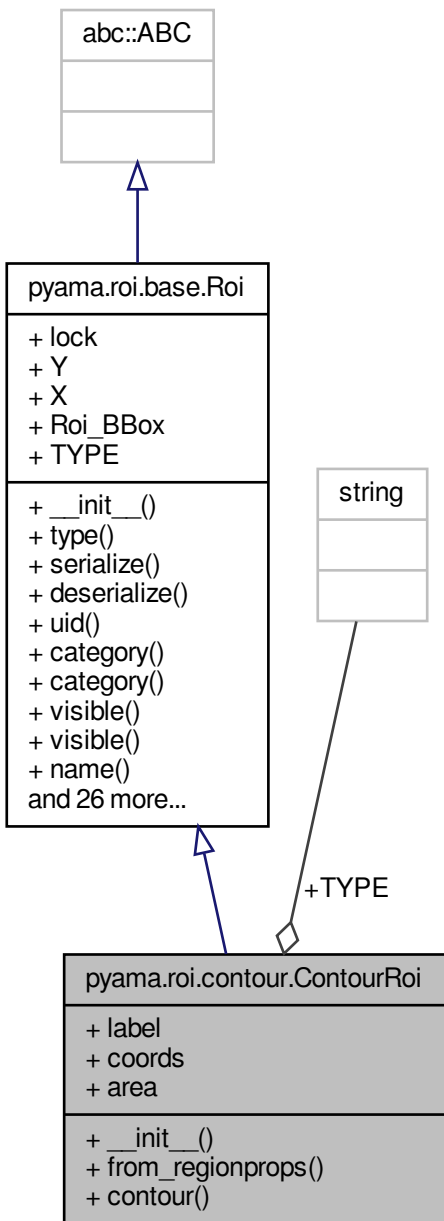 abc::ABC
pyama.roi.base.Roi
+ lock
+ Y
+ X
+ Roi_BBox
+ TYPE
+ __init__()
+ type()
+ serialize()
+ deserialize()
+ uid()
+ category()
+ category()
+ visible()
+ visible()
+ name()
and 26 more...
string
+TYPE
pyama.roi.contour.ContourRoi
+ label
+ coords
+ area
+ __init__()
+ from_regionprops()
+ contour()